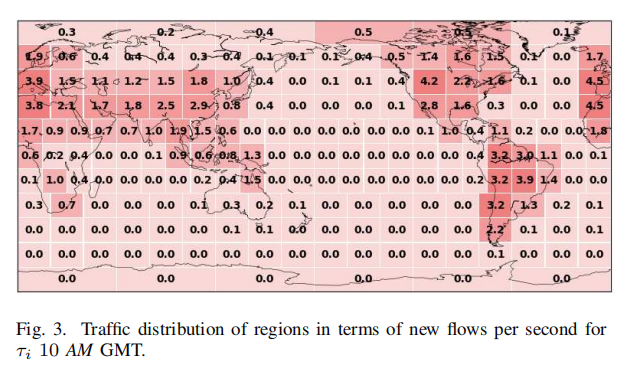 0.3 0.2 0.4 0.5 0.5 0.1
1.9 0.6 0.4 0.4 0.4 0.3 0.4 0.1 0.1 0.1 0.4 0.5 1.4 1.6 1.5 0.1 0.0 1.7
3.9 1.9 1.1 1.2 1.5 1.8 1.0 0.4 0.0 0.1 0.1 0.4 4.2 2.2 1.6 0.1 0.0 4.5
3.8 2.1 1.7 1.8 2.5 2.9 0.8 0.4 0.0 0.0 0.0 0.1 2.8 1.6 0.3 0.0 0.0 4.5
1.7 0.9 0.9 0.7 0.7 1.0 1.9 1.5 0.6 0.0 0.0 0.0 0.0 0.0 0.0 0.0 0.1 1.0 0.4 1.1 0.2 0.0 0.0 1.8
0.6 0.2 0.4 0.0 0.0 0.1 0.9 0.6 0.8 1.3 0.0 0.0 0.0 0.0 0.0 0.0 0.0 0.0 0.4 3.2 3.0 1.1 0.0 0.1
0.1 1.0 0.4 0.0 0.0 0.0 0.0 0.2 0.4 1.5 0.0 0.0 0.0 0.0 0.0 0.0 0.0 0.0 0.2 3.2 3.9 1.4 0.0 0.0
0.3 0.7 0.0 0.0 0.0 0.1 0.3 0.2 0.1 0.0 0.0 0.0 0.0 0.0 3.2 1.3 0.2 0.1
0.0 0.0 0.0 0.0 0.0 0.0 0.1 0.1 0.0 0.0 0.0 0.0 0.0 0.0 2.2 0.1 0.0 0.1
0.0 0.0 0.0 0.0 0.0 0.0 0.0 0.0 0.0 0.0 0.0 0.0 0.0 0.0 0.1 0.0 0.0 0.0
0.0 0.0 0.0 0.0 0.0 0.0
Fig. 3. Traffic distribution of regions in terms of new flows per second for
τi 10 AM GMT.